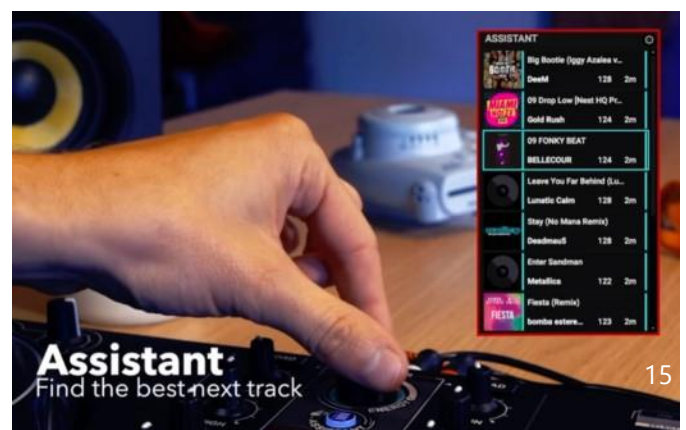 ASSISTANT
Big Bootie (Iggy Azalea v...
DeeM 128 2m
09 Drop Low [Nest HQ Pr...
Gold Rush 124 2m
09 FONKY BEAT
BELLECOUR 124 2m
Leave You Far Behind (Lu...
Lunatic Calm 128 2m
Stay (No Mana Remix)
Deadmau5 128 2m
Enter Sandman
Metallica 122 2m
Fiesta (Remix)
FIESTA
bomba estere... 123 2m
Assistant
Find the best next track
15